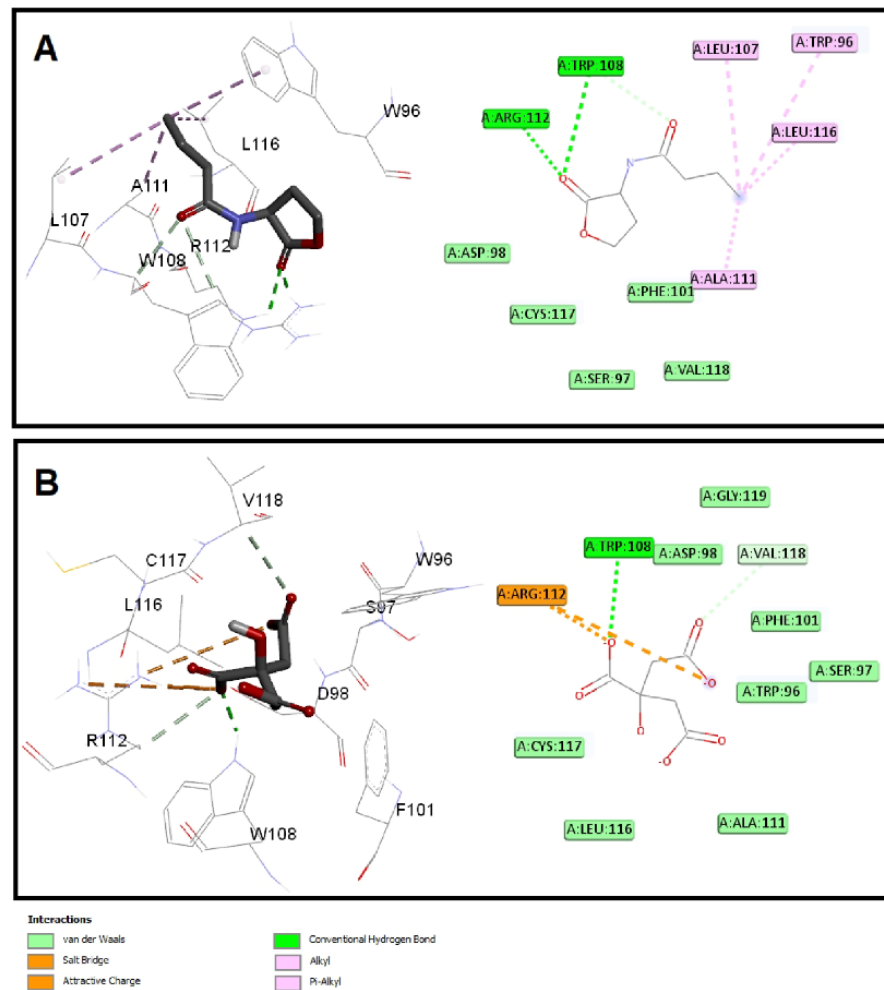 A
W96
L116
A111
L107
R112
W108
A:LEU:107
A:TRP:96
A:TRP:108
A:ARG:112
A:LEU:116
O
N
O
O
A:ASP:98
A:ALA:111
A:PHE:101
A:CYS:117
A:VAL:118
A:SER:97
B
V118
C117
W96
L116
S97
D98
R112
F101
W108
A:GLY:119
A:TRP:108
A:ASP:98
A:VAL:118
A:ARG:112
A:PHE:101
-O
O
A:SER:97
O
-O
A:TRP:96
A:CYS:117
O
O
-O
A:LEU:116
A:ALA:111
Interactions
van der Waals
Conventional Hydrogen Bond
Salt Bridge
Alkyl
Attractive Charge
Pi-Alkyl